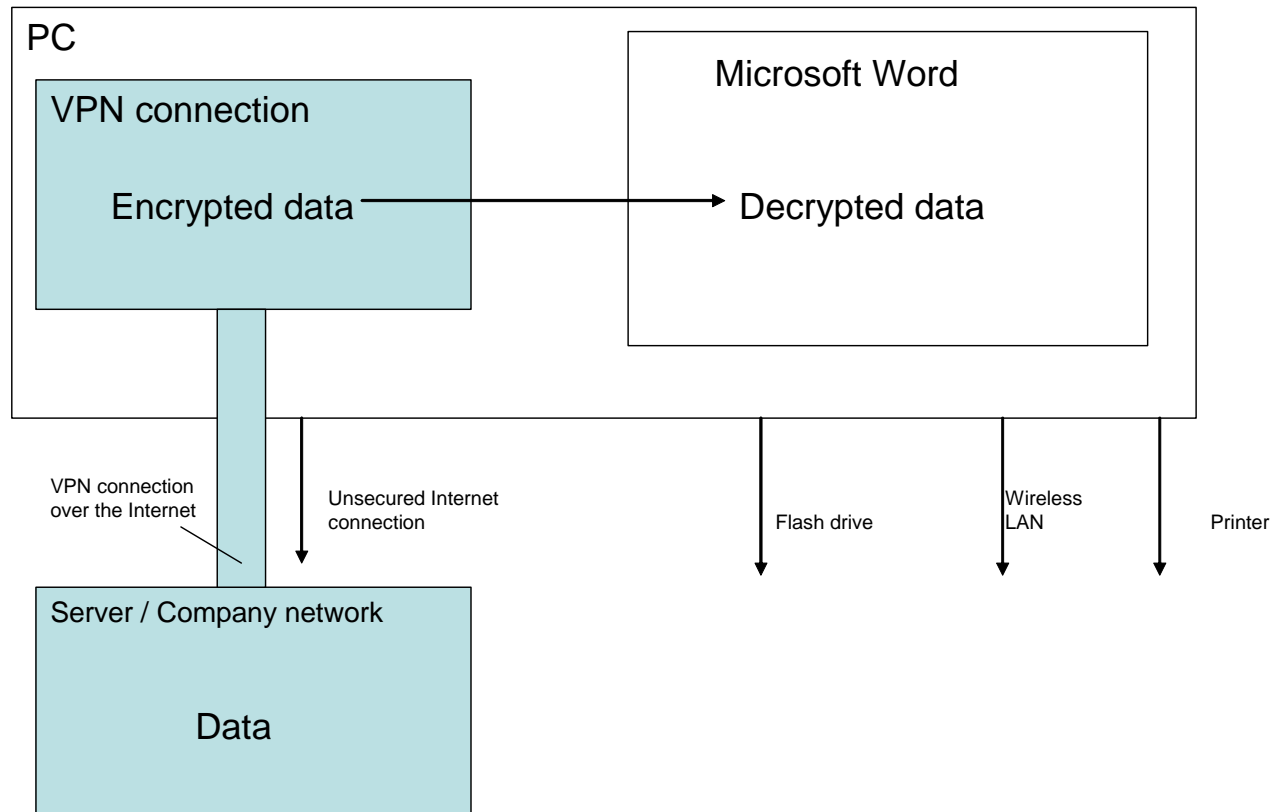 PC
Microsoft Word
VPN connection
Encrypted data
Decrypted data
VPN connection
over the Internet
Unsecured Internet
connection
Flash drive
Wireless
LAN
Printer
Server / Company network
Data